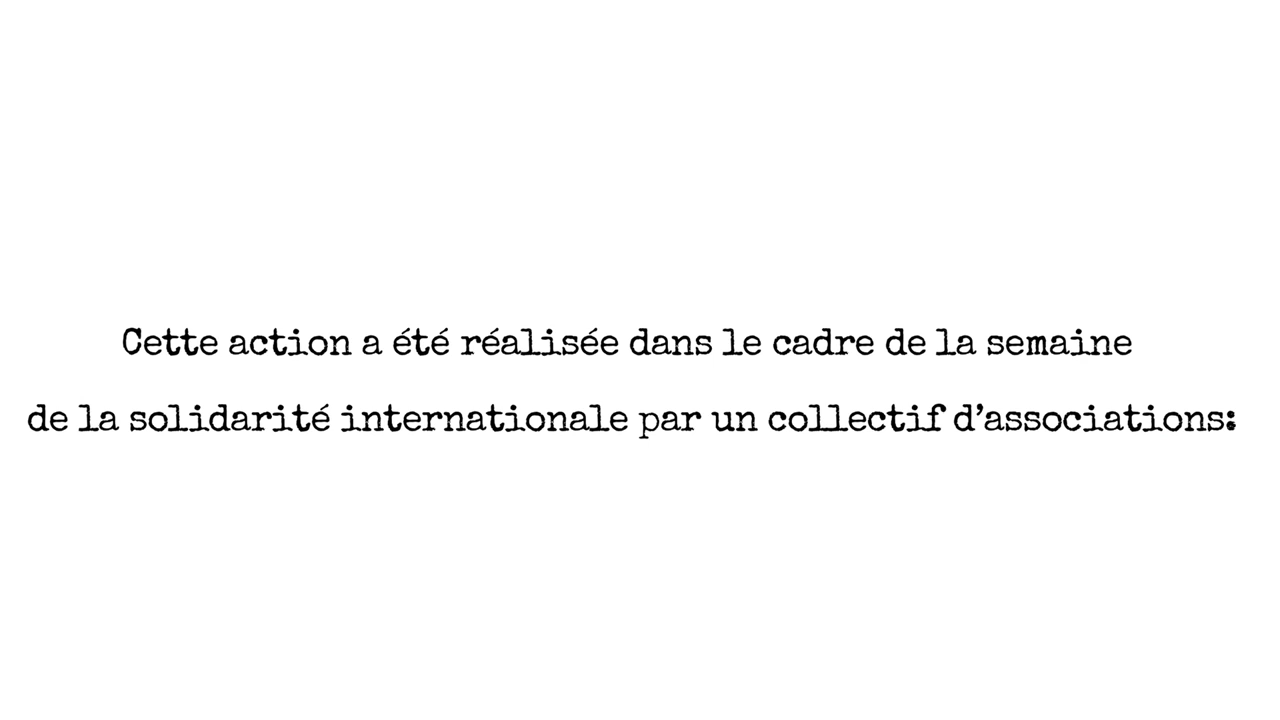 Cette action a été réalisée dans le cadre de la semaine
de la solidarité internationale par un collectif d’associations: